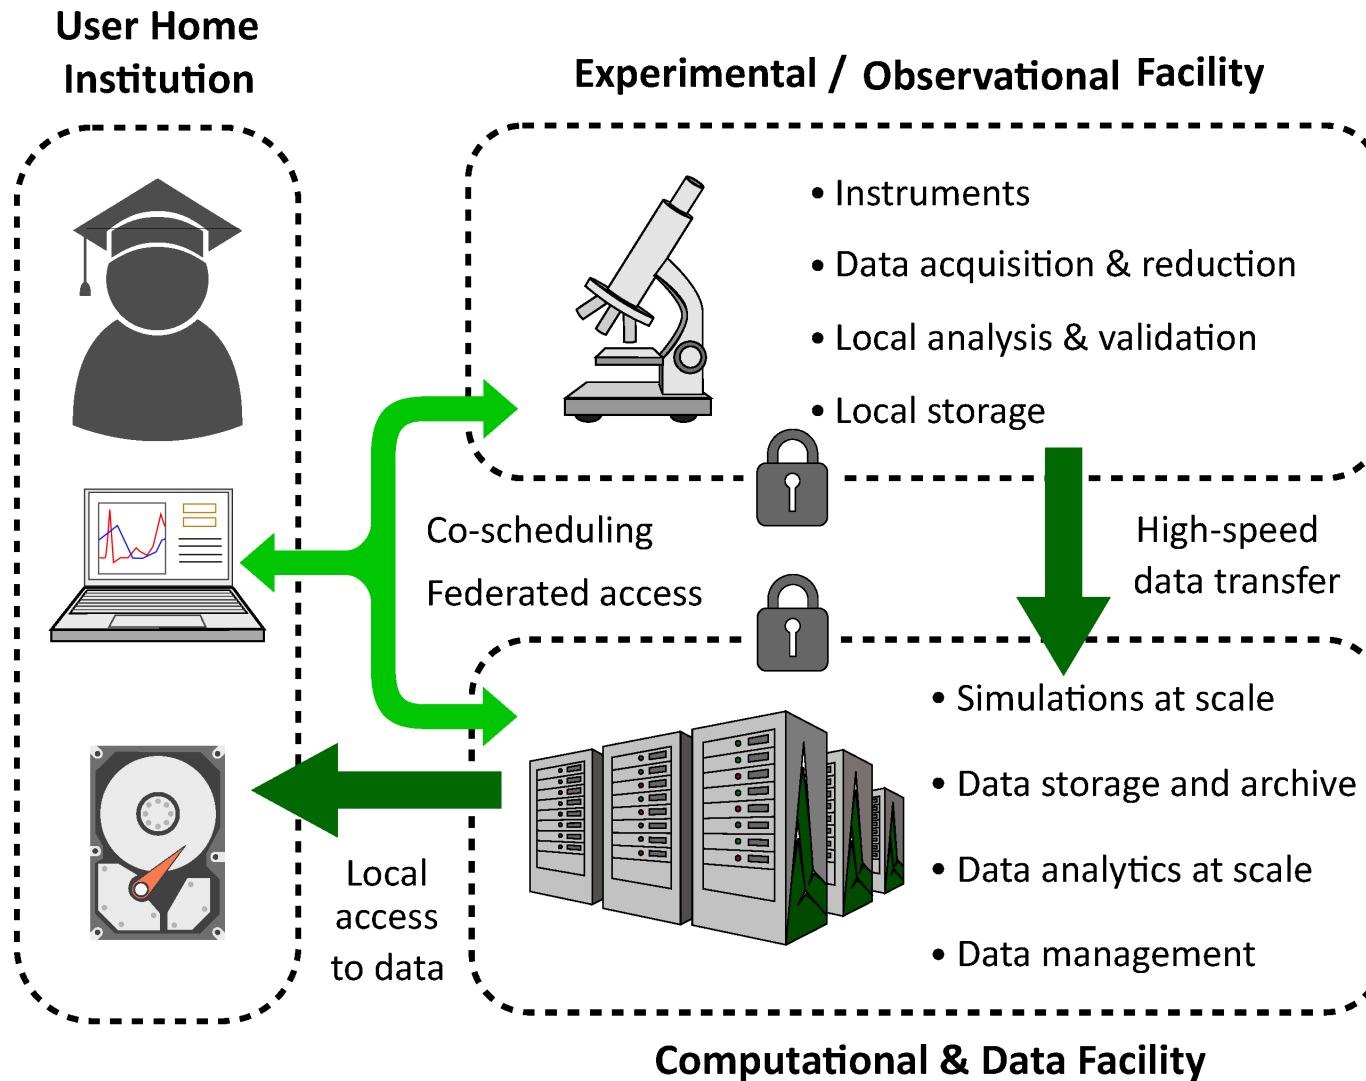 User Home
Institution
Experimental / Observational Facility
• Instruments
• Data acquisition & reduction
• Local analysis & validation
• Local storage
Co-scheduling
Federated access
High-speed
data transfer
• Simulations at scale
• Data storage and archive
• Data analytics at scale
• Data management
Local
access
to data
Computational & Data Facility